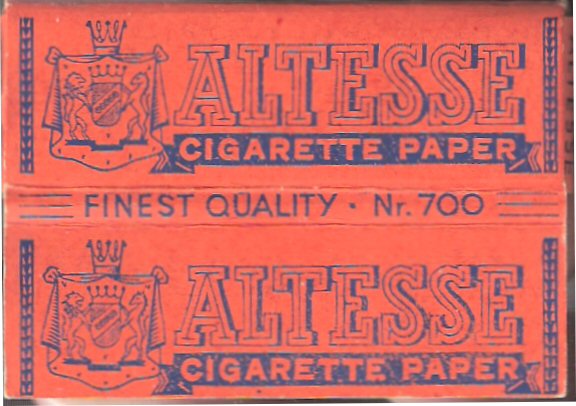 ALTESSE
CIGARETTE PAPER
FINEST QUALITY · Nr. 700
ALTESSE
CIGARETTE PAPER